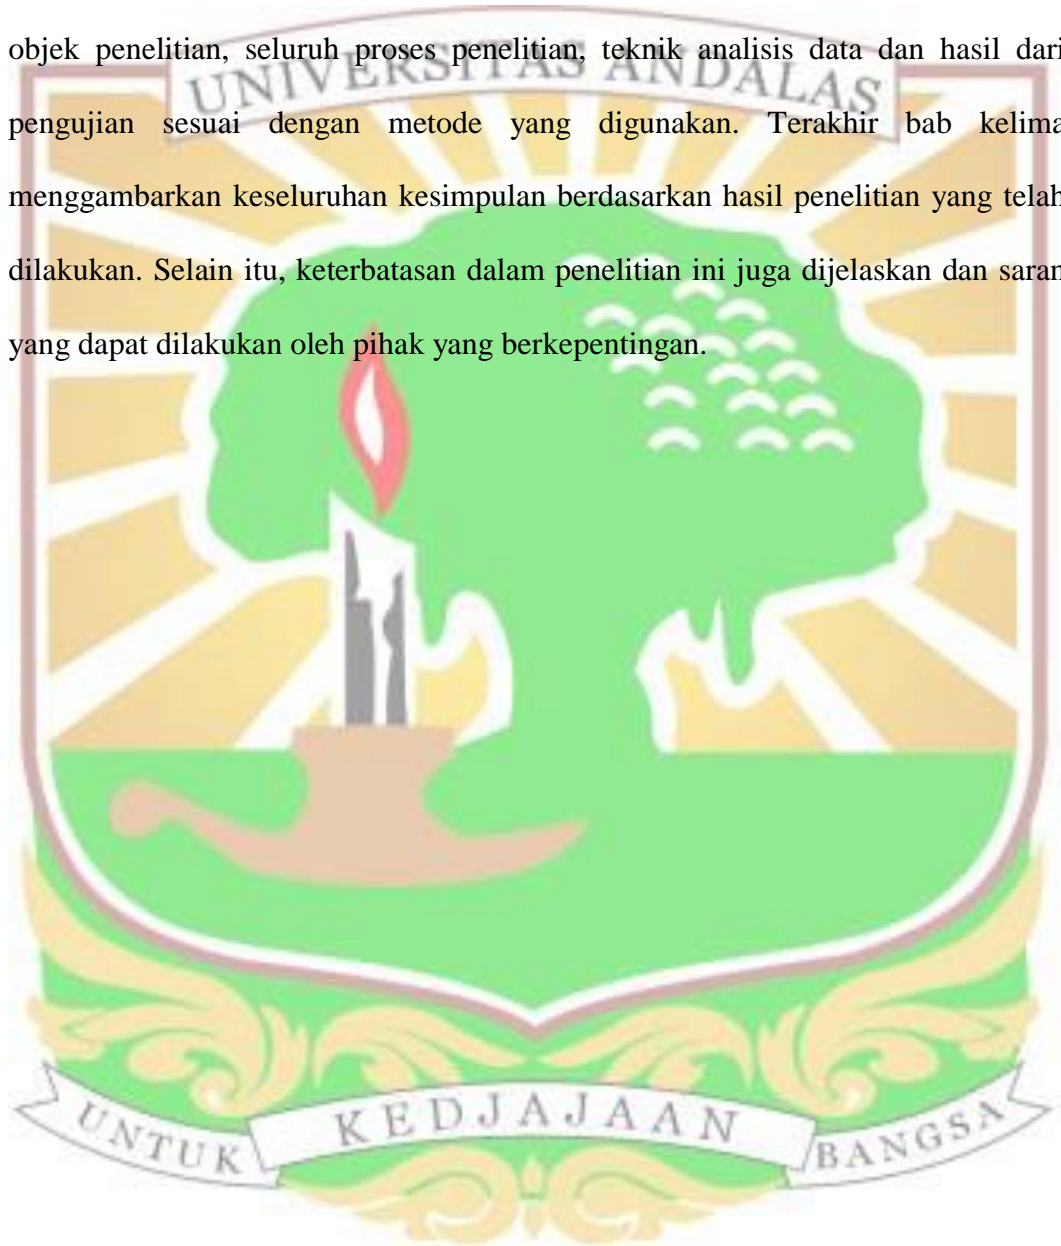 objek penelitian, seluruh proses penelitian, teknik analisis data dan hasil dari
UNIVERSITAS ANDALAS
pengujian sesuai dengan metode yang digunakan. Terakhir bab kelima
menggambarkan keseluruhan kesimpulan berdasarkan hasil penelitian yang telah
dilakukan. Selain itu, keterbatasan dalam penelitian ini juga dijelaskan dan saran
yang dapat dilakukan oleh pihak yang berkepentingan.
UNTUK KEDJAJAAN BANGSA